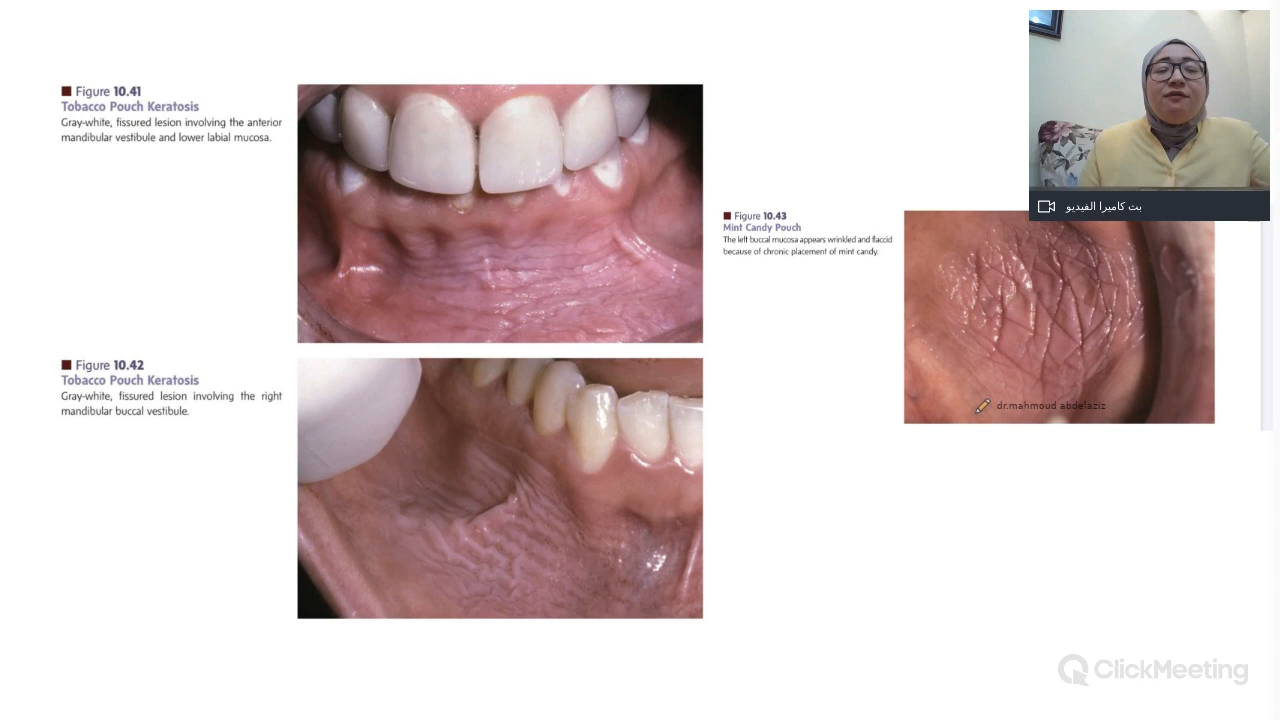 ■ Figure 10.41
Tobacco Pouch Keratosis
Gray-white, fissured lesion involving the anterior
mandibular vestibule and lower labial mucosa.
■ Figure 10.43
Mint Candy Pouch
The left buccal mucosa appears wrinkled and flaccid
because of chronic placement of mint candy.
بث كاميرا الفيديو
■ Figure 10.42
Tobacco Pouch Keratosis
Gray-white, fissured lesion involving the right
mandibular buccal vestibule.
dr.mahmoud abdelaziz
ClickMeeting